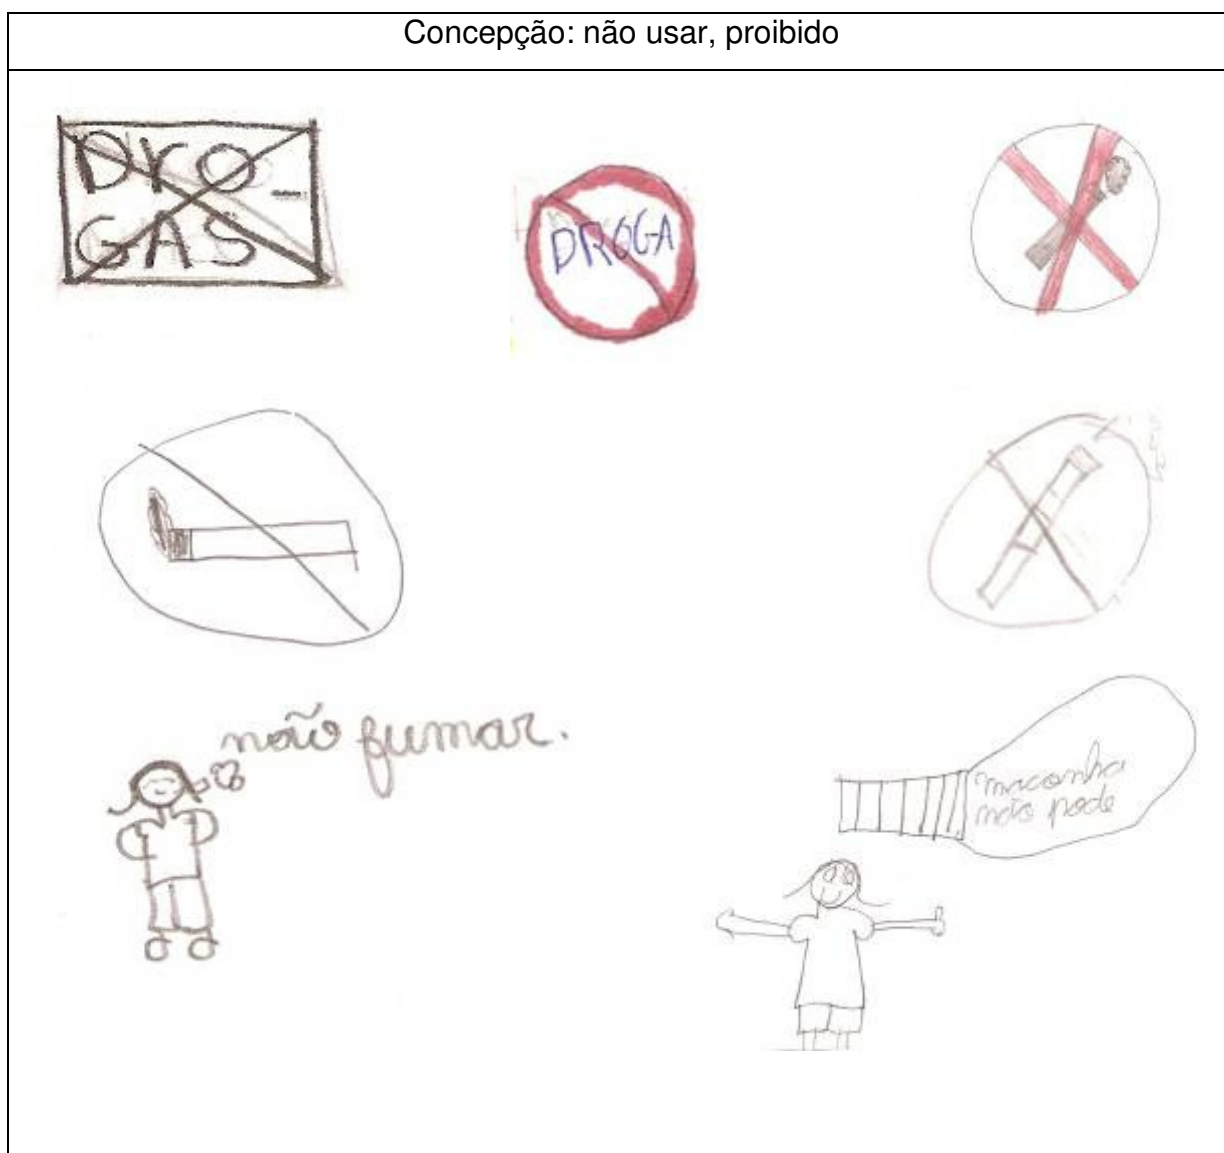 Concepção: não usar, proibido
Dro
GAS
DROGA
não fumar.
maconha
não pode